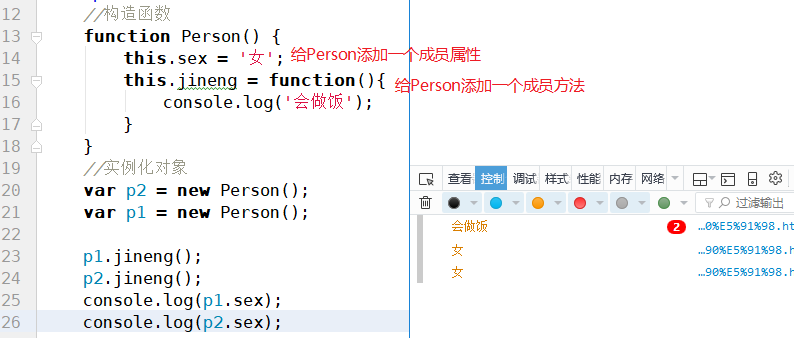 12 //构造函数
13 function Person() {
14 this.sex = '女'; 给Person添加一个成员属性
15 this.jineng = function(){ 给Person添加一个成员方法
16 console.log('会做饭');
17 }
18 }
19 //实例化对象
20 var p2 = new Person();
21 var p1 = new Person();
22
23 p1.jineng();
24 p2.jineng();
25 console.log(p1.sex);
26 console.log(p2.sex);
查看 控制 调试 样式 性能 内存 网络
过滤输出
会做饭 2 …0%E5%91%98.ht
女 …90%E5%91%98.h
女 …90%E5%91%98.h